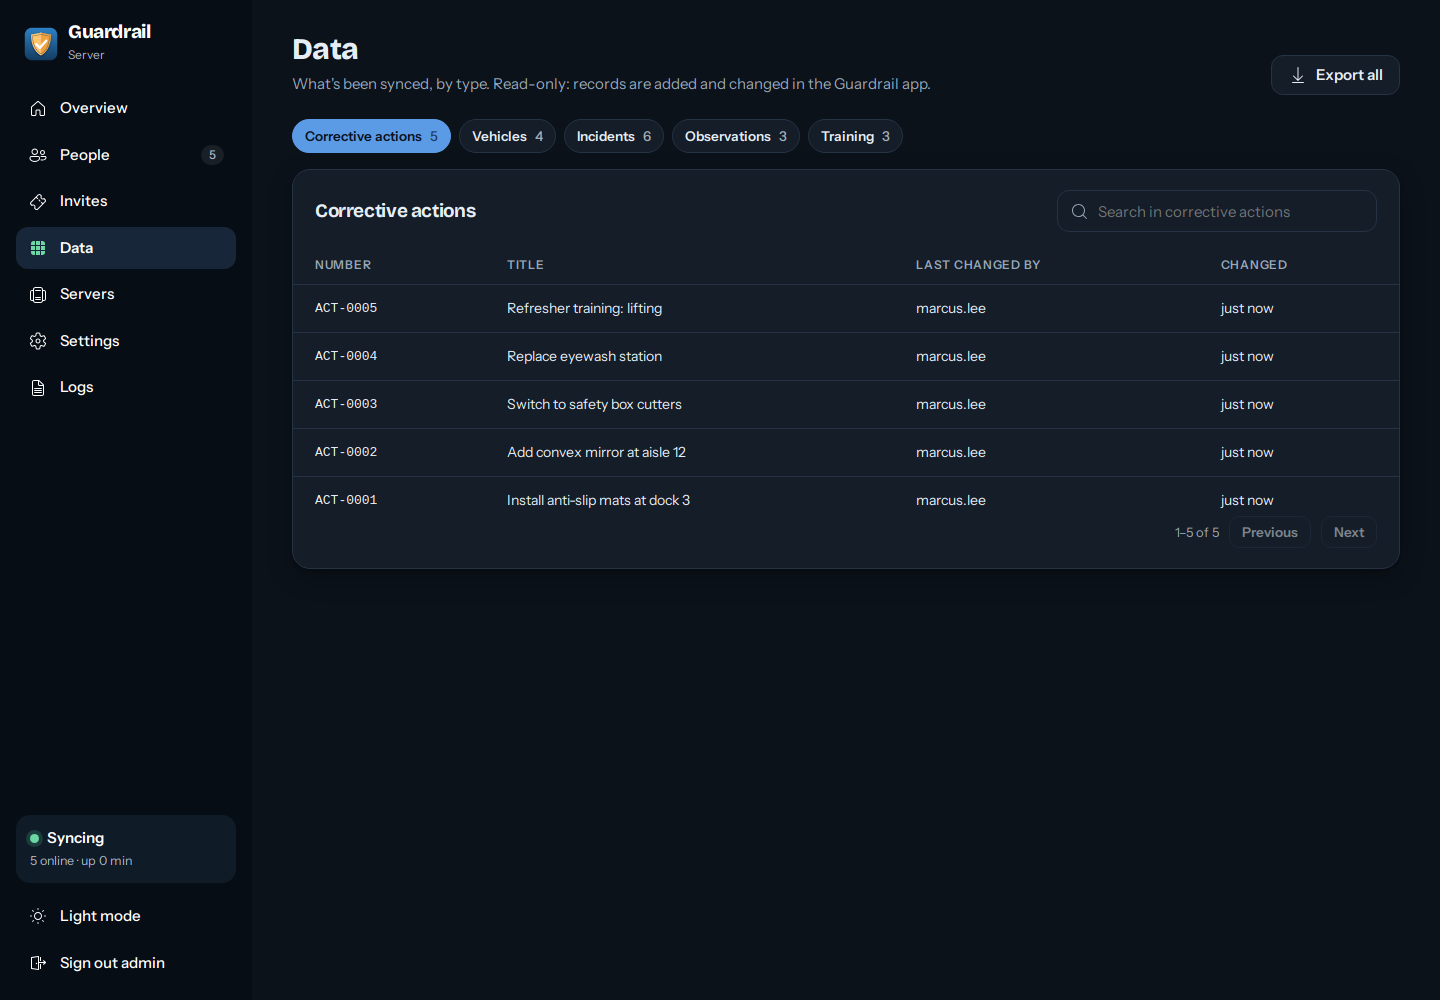 Guardrail
Server
Overview
People 5
Invites
Data
Servers
Settings
Logs
Syncing
5 online · up 0 min
Light mode
Sign out admin
Data
What's been synced, by type. Read-only: records are added and changed in the Guardrail app.
Export all
Corrective actions 5 Vehicles 4 Incidents 6 Observations 3 Training 3
Corrective actions
Search in corrective actions
NUMBER TITLE LAST CHANGED BY CHANGED
ACT-0005 Refresher training: lifting marcus.lee just now
ACT-0004 Replace eyewash station marcus.lee just now
ACT-0003 Switch to safety box cutters marcus.lee just now
ACT-0002 Add convex mirror at aisle 12 marcus.lee just now
ACT-0001 Install anti-slip mats at dock 3 marcus.lee just now
1–5 of 5 Previous Next